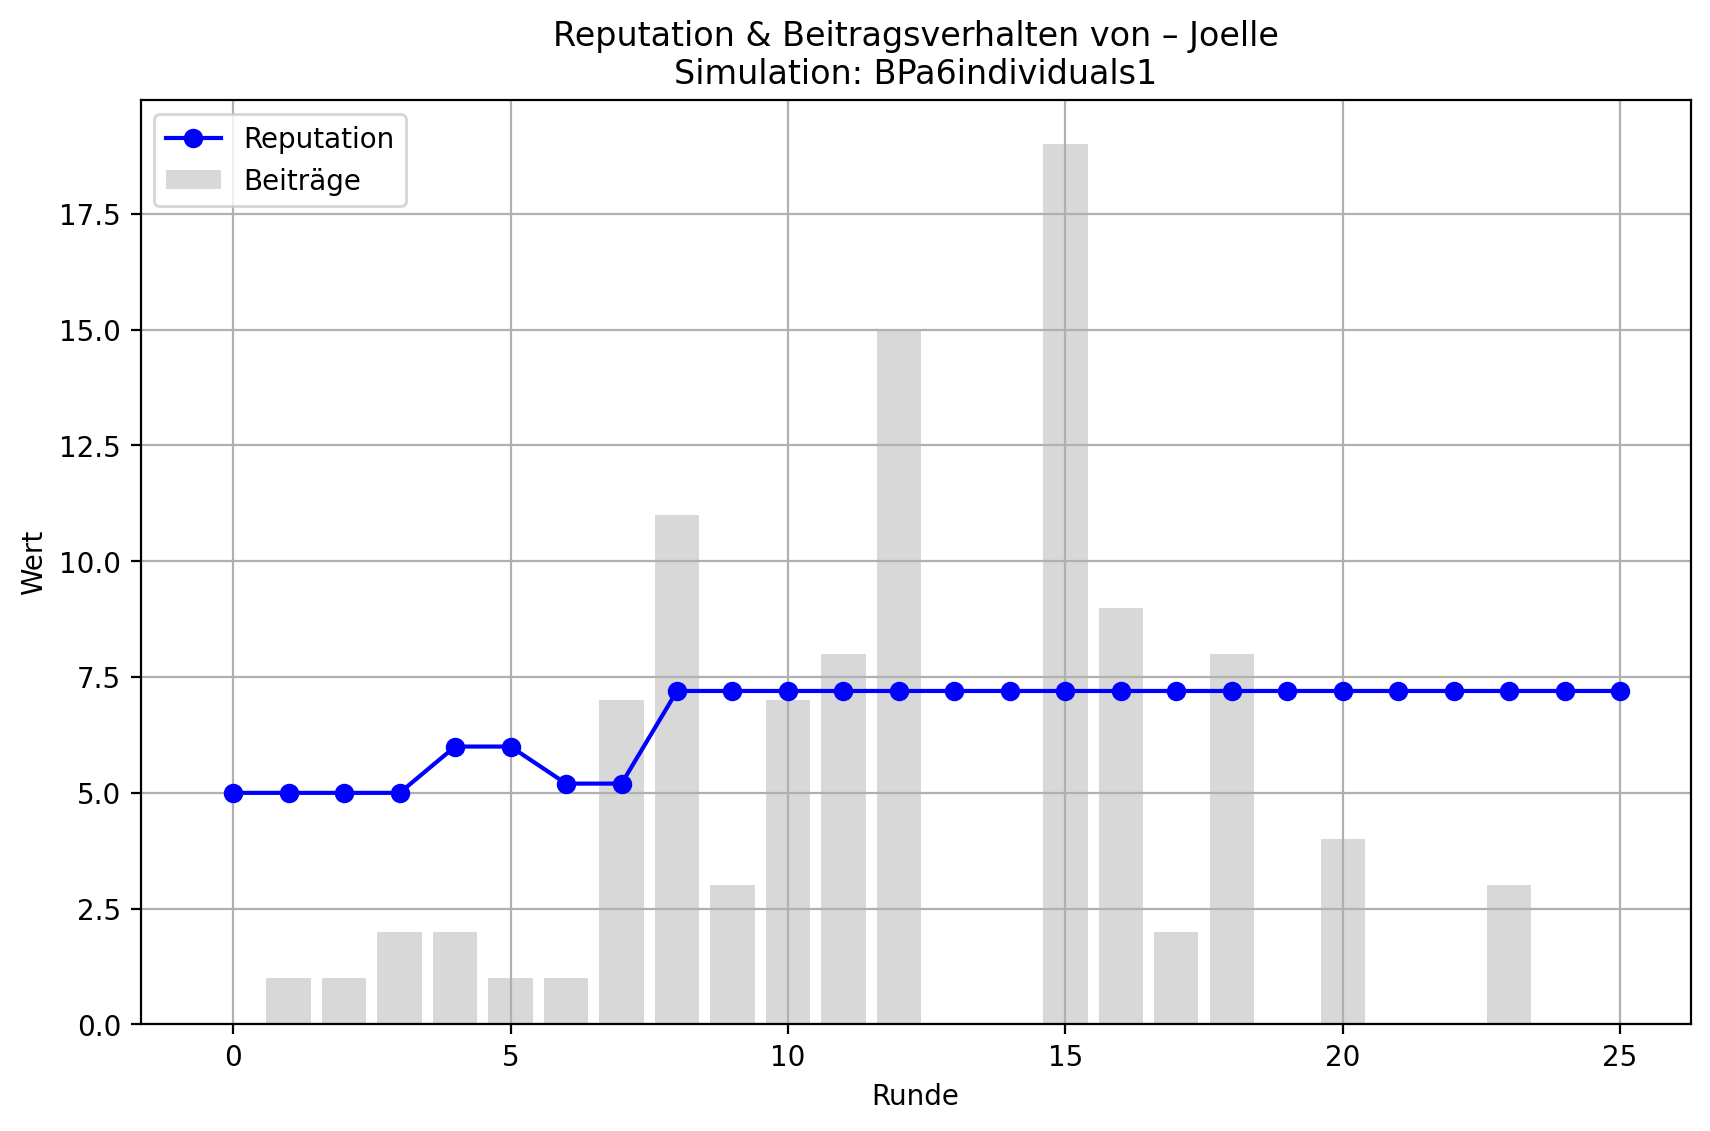 Reputation & Beitragsverhalten von – Joelle
Simulation: BPa6individuals1
Reputation
Beiträge
17.5
15.0
12.5
10.0
7.5
5.0
2.5
0.0
Wert
0 5 10 15 20 25
Runde